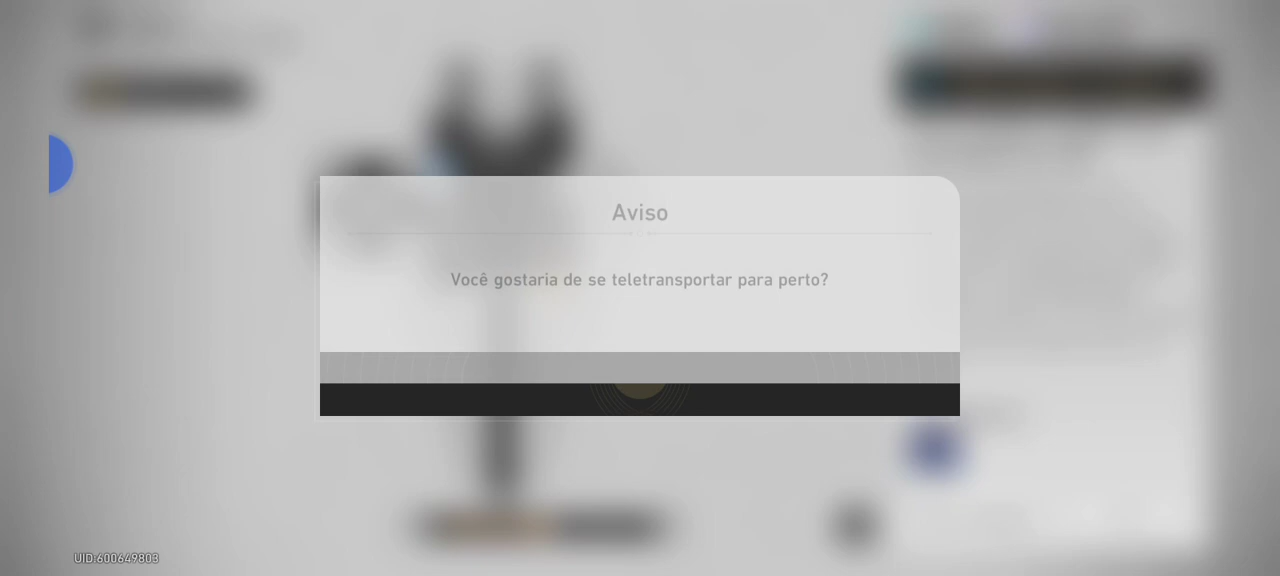 Aviso
Você gostaria de se teletransportar para perto?
UID:600649803